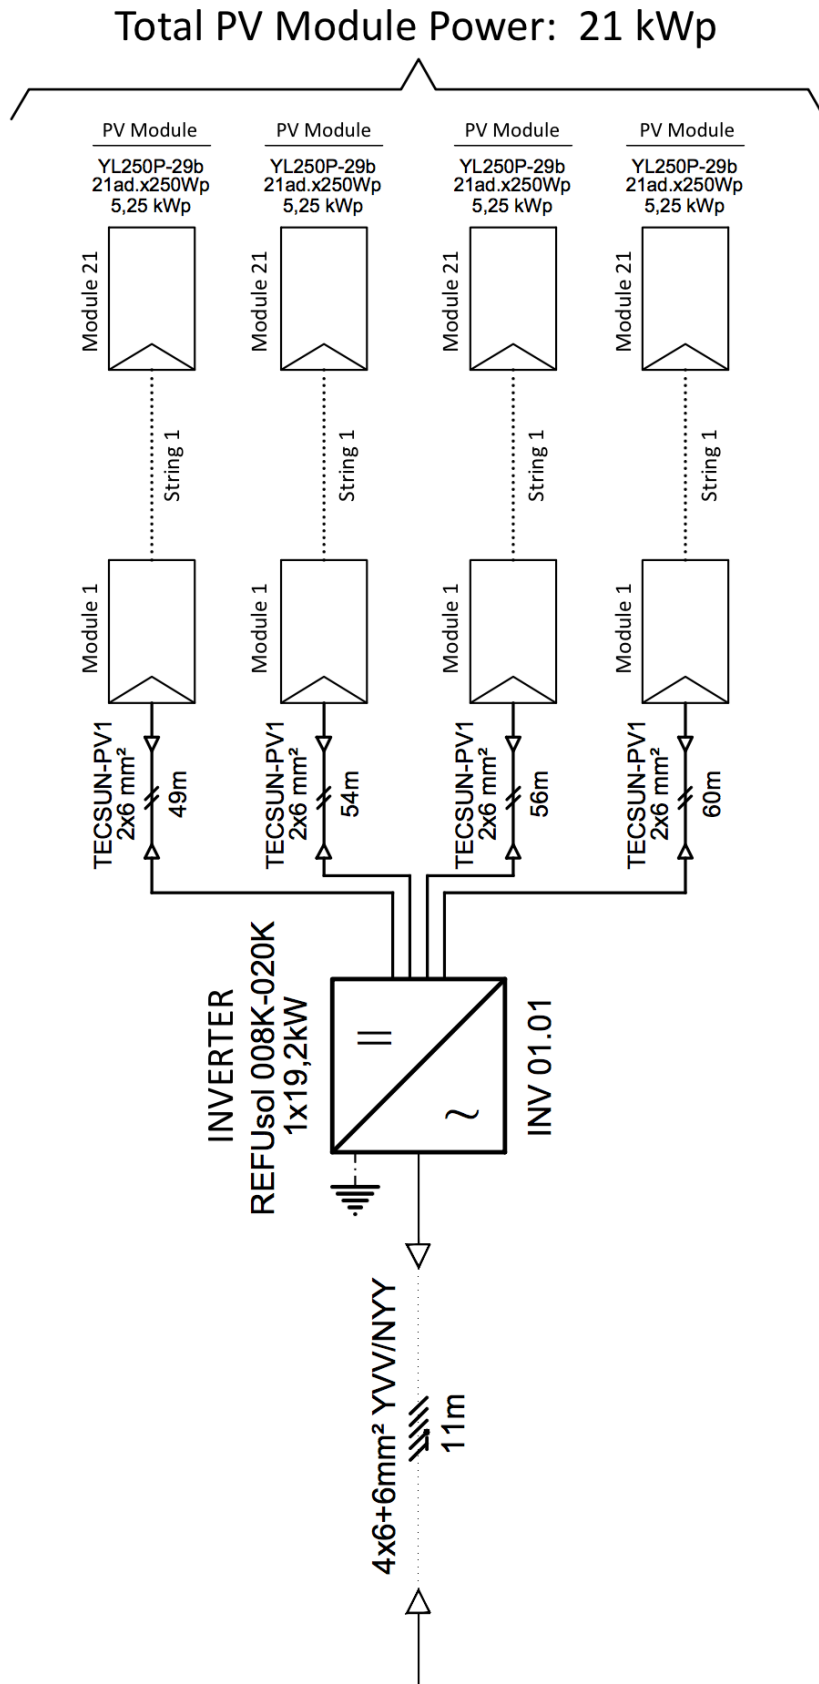 Total PV Module Power: 21 kWp
PV Module
YL250P-29b
21ad.x250Wp
5,25 kWp
PV Module
YL250P-29b
21ad.x250Wp
5,25 kWp
PV Module
YL250P-29b
21ad.x250Wp
5,25 kWp
PV Module
YL250P-29b
21ad.x250Wp
5,25 kWp
Module 21
Module 21
Module 21
Module 21
String 1
String 1
String 1
String 1
Module 1
Module 1
Module 1
Module 1
TECSUN-PV1
2x6 mm²
49m
TECSUN-PV1
2x6 mm²
54m
TECSUN-PV1
2x6 mm²
56m
TECSUN-PV1
2x6 mm²
60m
INVERTER
REFUsol 008K-020K
1x19,2kW
INV 01.01
4x6+6mm² YVV/NYY
11m